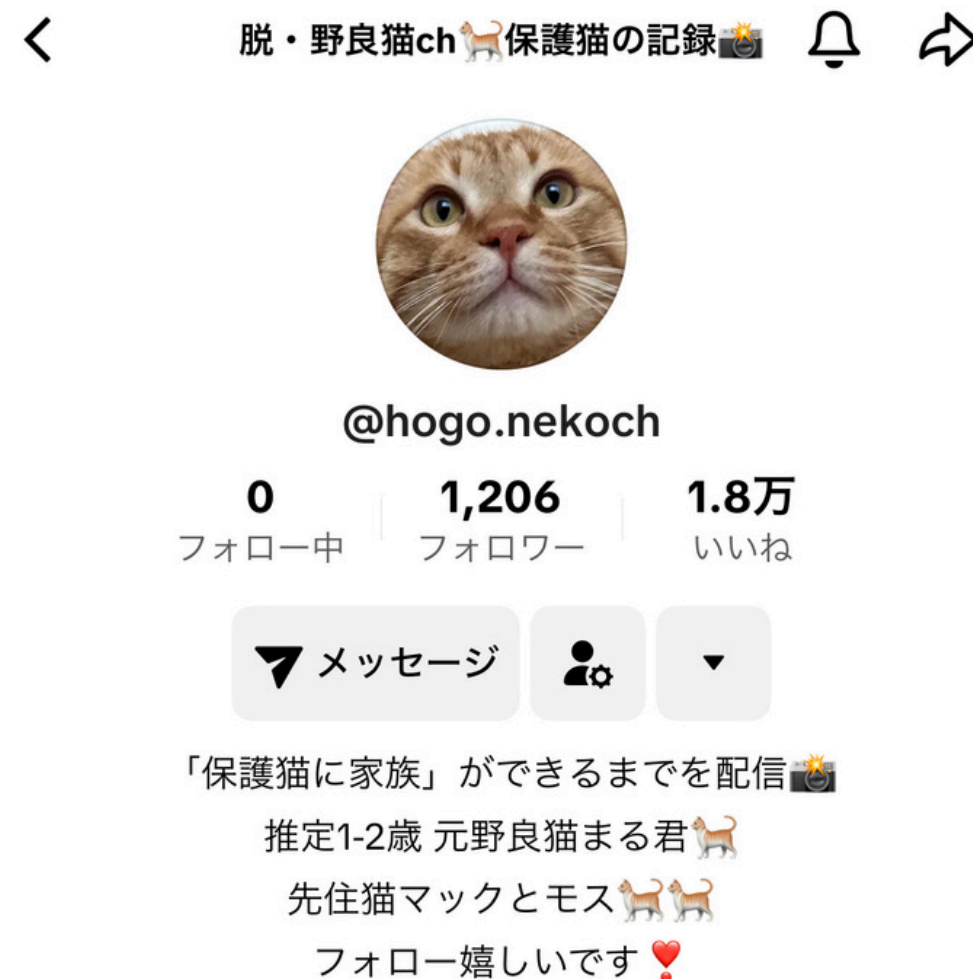 脱・野良猫ch🐈保護猫の記録📸
@hogo.nekoch
0 1,206 1.8万
フォロー中 フォロワー いいね
メッセージ
「保護猫に家族」ができるまでを配信📸
推定1-2歳 元野良猫まる君🐈
先住猫マックとモス🐈🐈
フォロー嬉しいです❣️